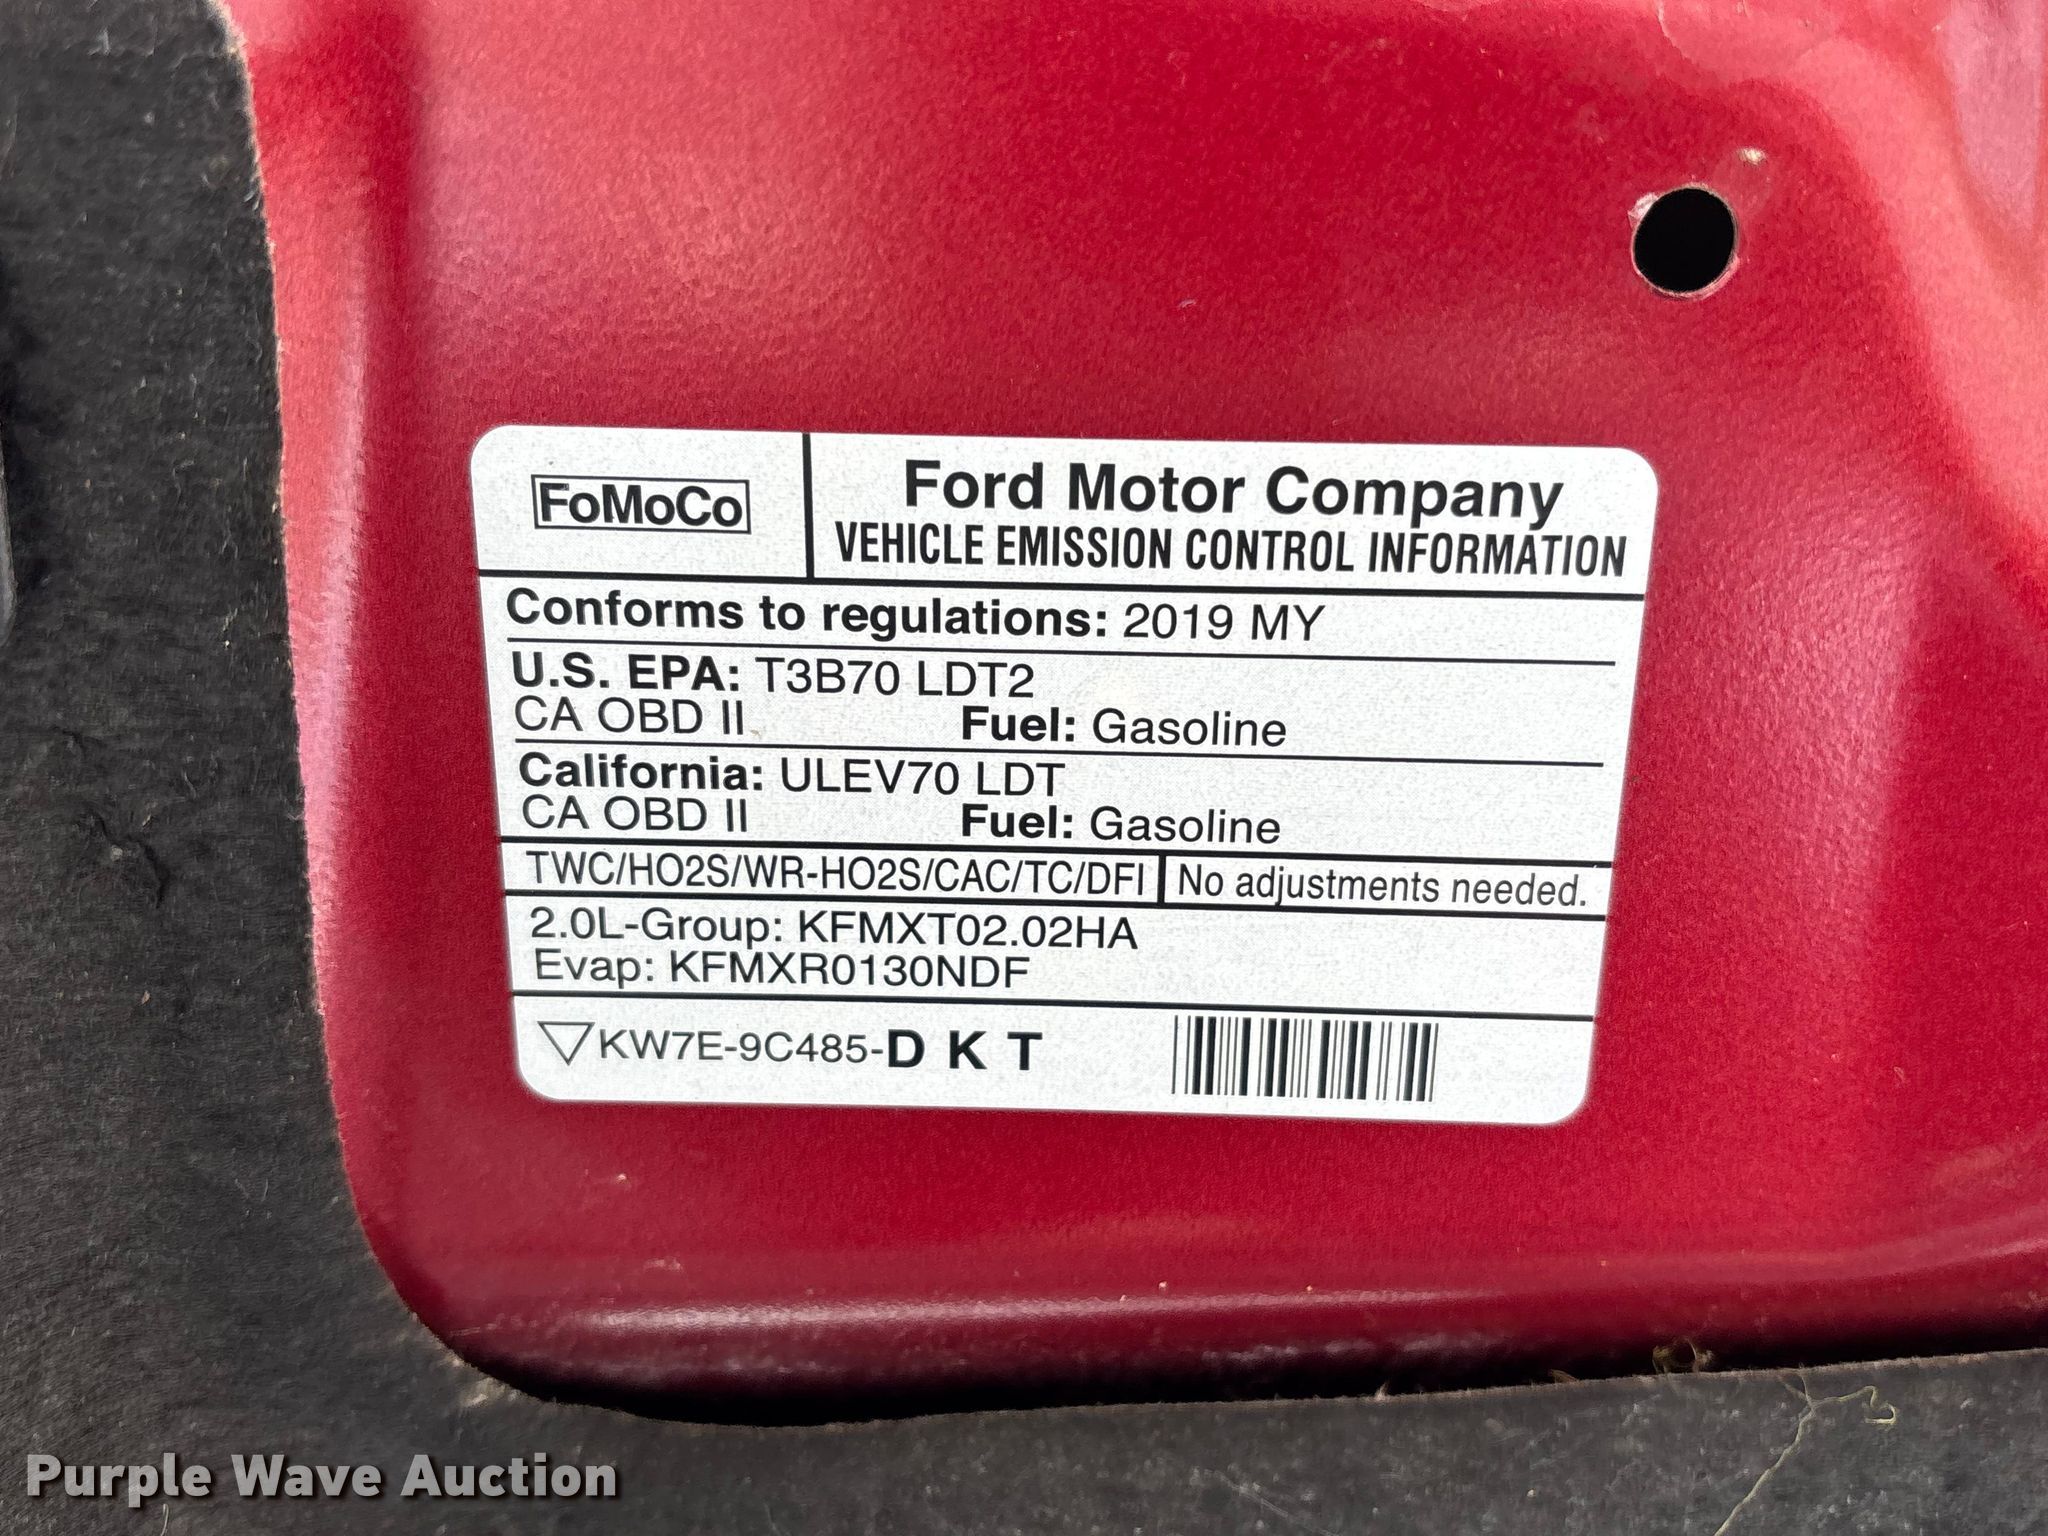 FoMoCo
Ford Motor Company
VEHICLE EMISSION CONTROL INFORMATION
Conforms to regulations: 2019 MY
U.S. EPA: T3B70 LDT2
CA OBD II Fuel: Gasoline
California: ULEV70 LDT
CA OBD II Fuel: Gasoline
TWC/HO2S/WR-HO2S/CAC/TC/DFI No adjustments needed.
2.0L-Group: KFMXT02.02HA
Evap: KFMXR0130NDF
KW7E-9C485-D K T
Purple Wave Auction